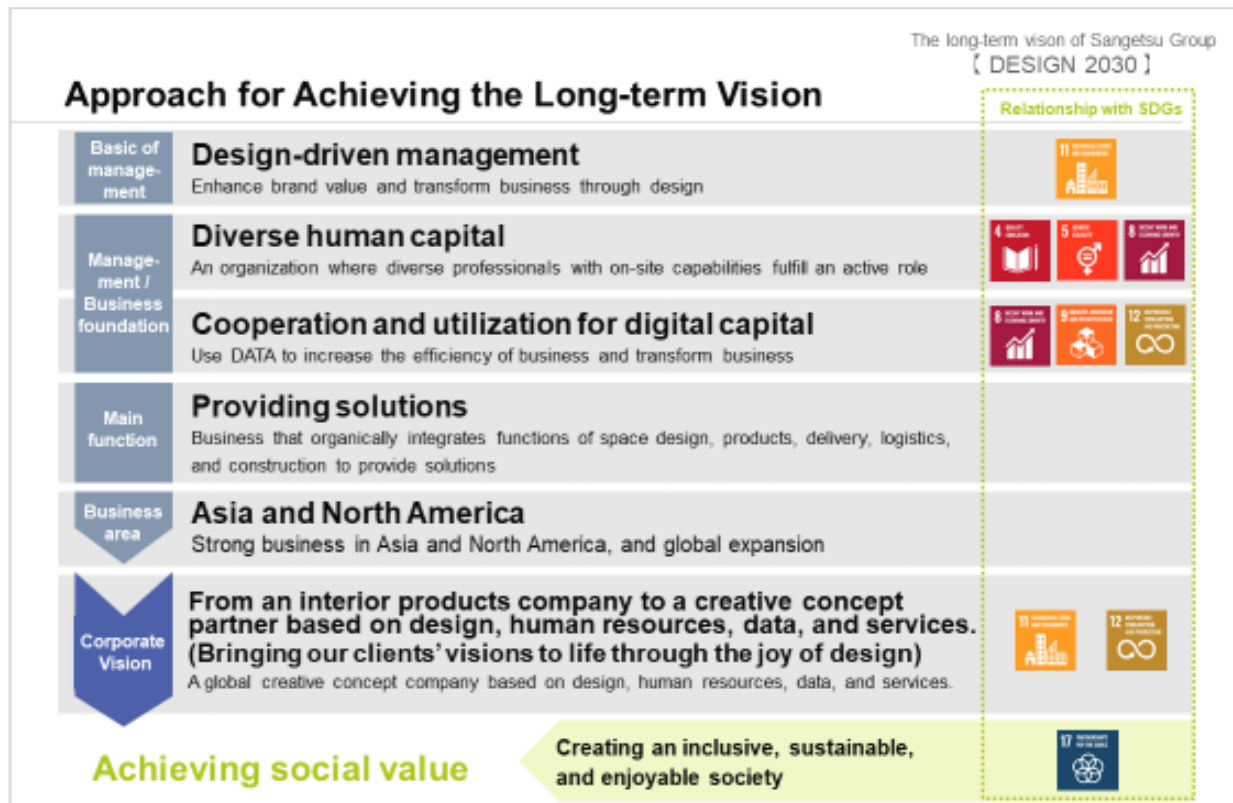 The long-term vison of Sangetsu Group
【 DESIGN 2030 】
Approach for Achieving the Long-term Vision
Relationship with SDGs
Basic of
manage-
ment
Design-driven management
Enhance brand value and transform business through design
11
Manage-
ment /
Business
foundation
Diverse human capital
An organization where diverse professionals with on-site capabilities fulfill an active role
4
5
8
Cooperation and utilization for digital capital
Use DATA to increase the efficiency of business and transform business
8
9
12
Main
function
Providing solutions
Business that organically integrates functions of space design, products, delivery, logistics,
and construction to provide solutions
Business
area
Asia and North America
Strong business in Asia and North America, and global expansion
Corporate
Vision
From an interior products company to a creative concept
partner based on design, human resources, data, and services.
(Bringing our clients' visions to life through the joy of design)
A global creative concept company based on design, human resources, data, and services.
11
12
Achieving social value
Creating an inclusive, sustainable,
and enjoyable society
17